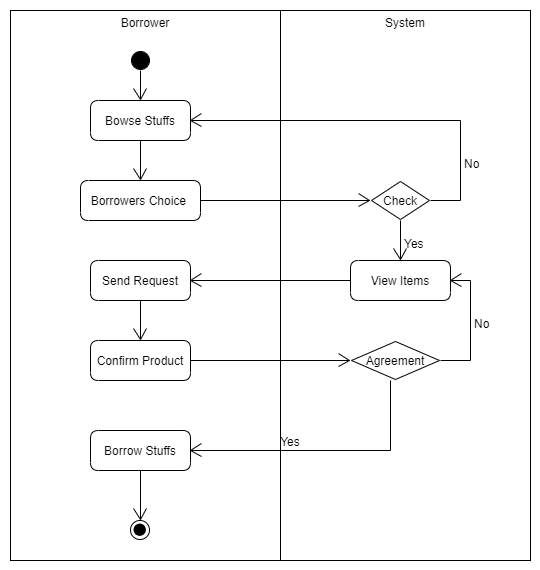 Borrower
System
Bowse Stuffs
No
Borrowers Choice
Check
Yes
Send Request
View Items
No
Confirm Product
Agreement
Yes
Borrow Stuffs